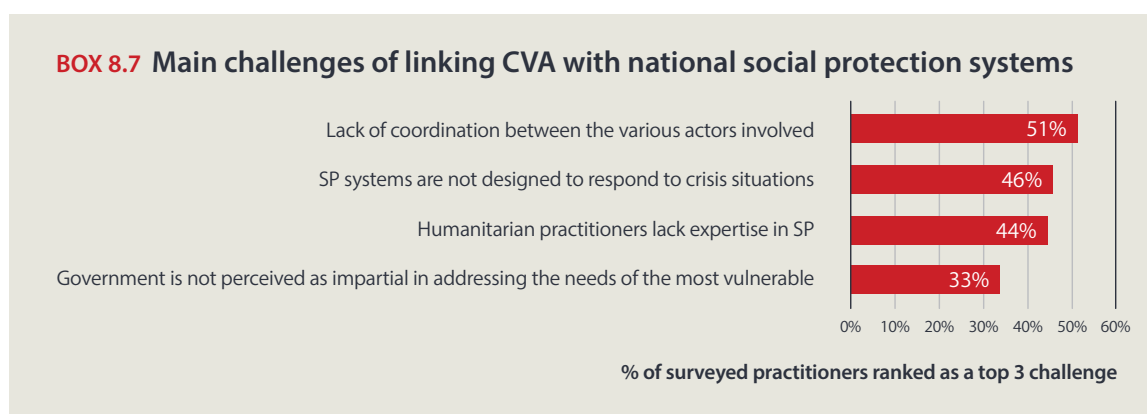 BOX 8.7 Main challenges of linking CVA with national social protection systems
Lack of coordination between the various actors involved 51%
SP systems are not designed to respond to crisis situations 46%
Humanitarian practitioners lack expertise in SP 44%
Government is not perceived as impartial in addressing the needs of the most vulnerable 33%
0% 10% 20% 30% 40% 50% 60%
% of surveyed practitioners ranked as a top 3 challenge